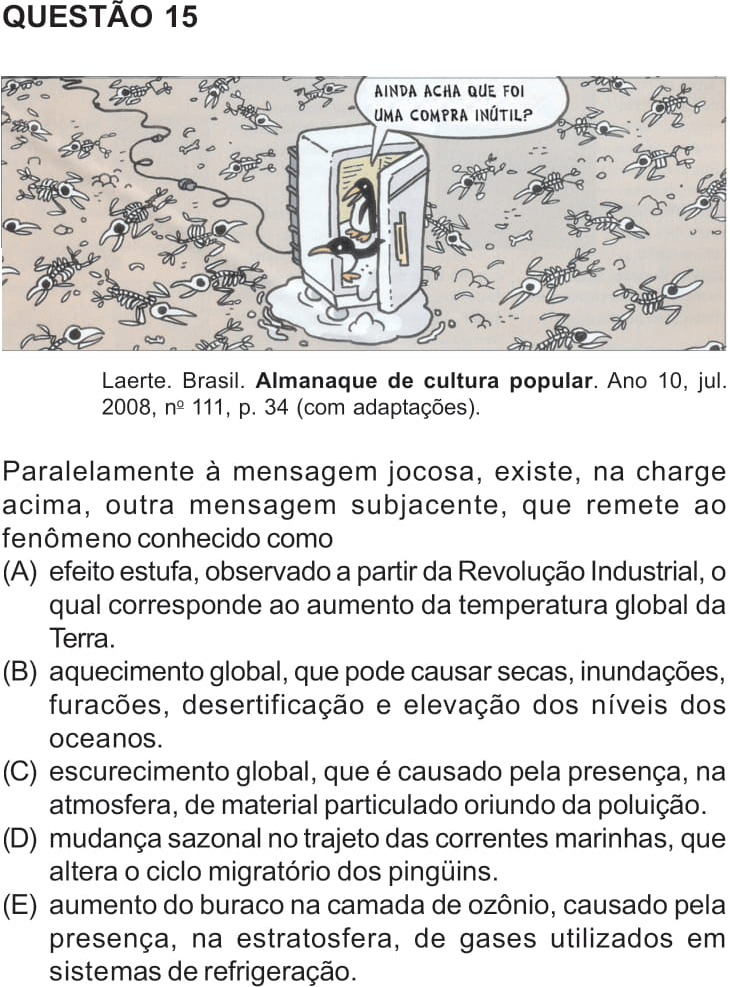 QUESTÃO 15
AINDA ACHA QUE FOI
UMA COMPRA INÚTIL?
Laerte. Brasil. Almanaque de cultura popular. Ano 10, jul.
2008, nº 111, p. 34 (com adaptações).
Paralelamente à mensagem jocosa, existe, na charge
acima, outra mensagem subjacente, que remete ao
fenômeno conhecido como
(A) efeito estufa, observado a partir da Revolução Industrial, o
qual corresponde ao aumento da temperatura global da
Terra.
(B) aquecimento global, que pode causar secas, inundações,
furacões, desertificação e elevação dos níveis dos
oceanos.
(C) escurecimento global, que é causado pela presença, na
atmosfera, de material particulado oriundo da poluição.
(D) mudança sazonal no trajeto das correntes marinhas, que
altera o ciclo migratório dos pingüins.
(E) aumento do buraco na camada de ozônio, causado pela
presença, na estratosfera, de gases utilizados em
sistemas de refrigeração.